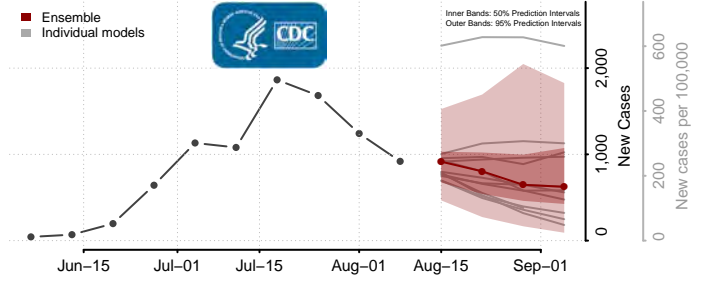 Ensemble
Individual models
CDC
Inner Bands: 50% Prediction Intervals
Outer Bands: 95% Prediction Intervals
0
1,000
2,000
New Cases
0
200
400
600
New cases per 100,000
Jun–15
Jul–01
Jul–15
Aug–01
Aug–15
Sep–01